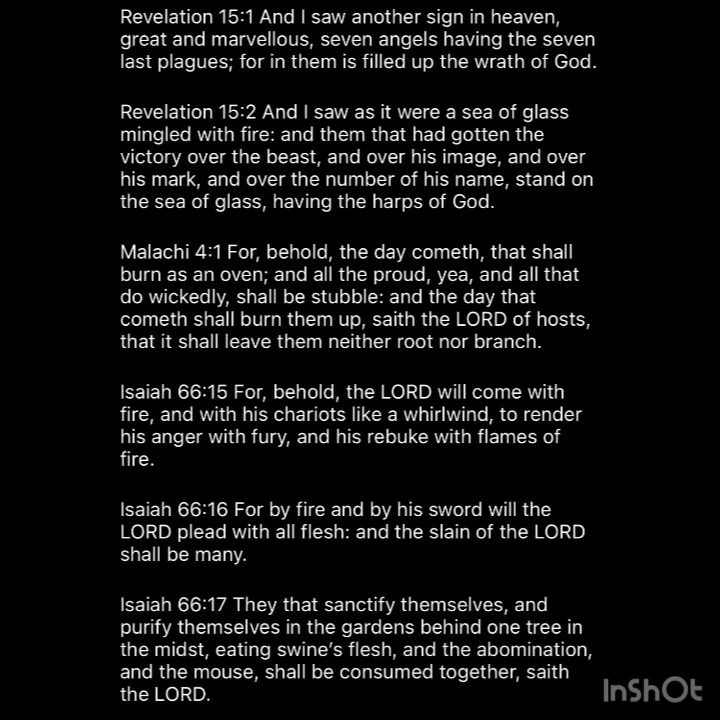 Revelation 15:1 And I saw another sign in heaven,
great and marvellous, seven angels having the seven
last plagues; for in them is filled up the wrath of God.
Revelation 15:2 And I saw as it were a sea of glass
mingled with fire: and them that had gotten the
victory over the beast, and over his image, and over
his mark, and over the number of his name, stand on
the sea of glass, having the harps of God.
Malachi 4:1 For, behold, the day cometh, that shall
burn as an oven; and all the proud, yea, and all that
do wickedly, shall be stubble: and the day that
cometh shall burn them up, saith the LORD of hosts,
that it shall leave them neither root nor branch.
Isaiah 66:15 For, behold, the LORD will come with
fire, and with his chariots like a whirlwind, to render
his anger with fury, and his rebuke with flames of
fire.
Isaiah 66:16 For by fire and by his sword will the
LORD plead with all flesh: and the slain of the LORD
shall be many.
Isaiah 66:17 They that sanctify themselves, and
purify themselves in the gardens behind one tree in
the midst, eating swine’s flesh, and the abomination,
and the mouse, shall be consumed together, saith
the LORD.
InShOt